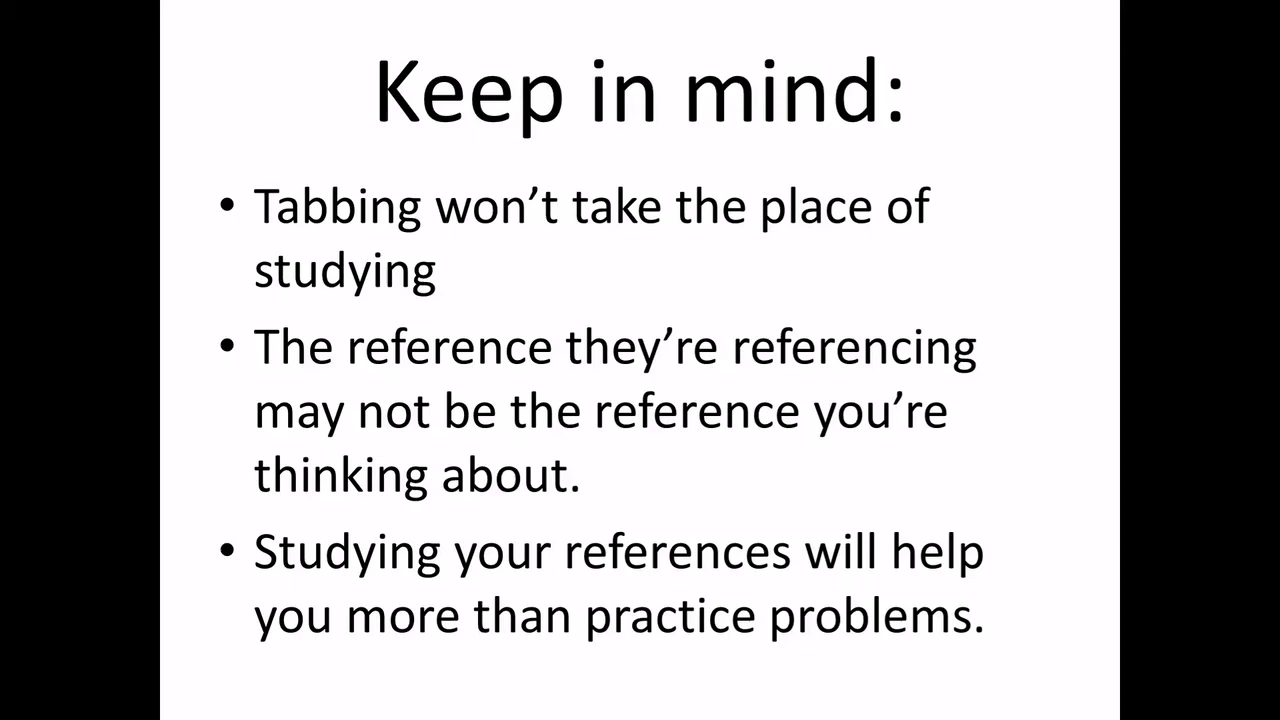 Keep in mind:
• Tabbing won’t take the place of
studying
• The reference they’re referencing
may not be the reference you’re
thinking about.
• Studying your references will help
you more than practice problems.